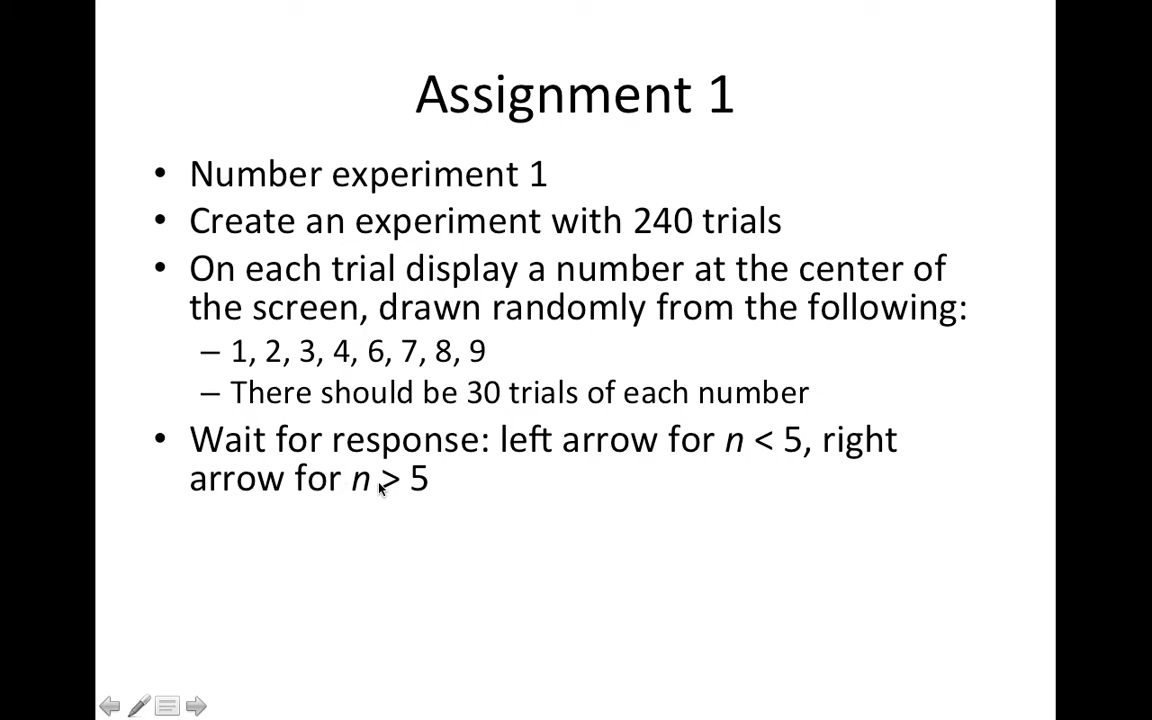 Assignment 1
• Number experiment 1
• Create an experiment with 240 trials
• On each trial display a number at the center of
the screen, drawn randomly from the following:
– 1, 2, 3, 4, 6, 7, 8, 9
– There should be 30 trials of each number
• Wait for response: left arrow for n < 5, right
arrow for n > 5